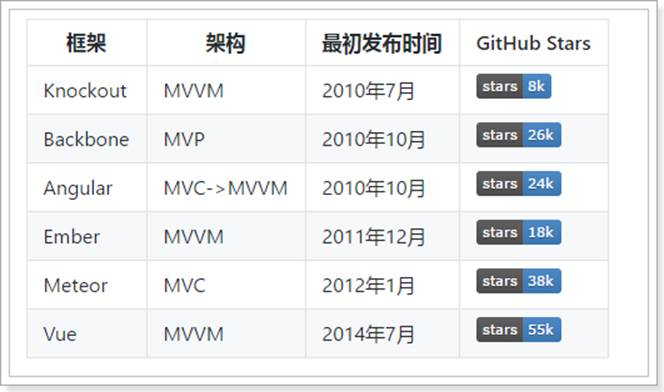 框架 架构 最初发布时间 GitHub Stars
Knockout MVVM 2010年7月 stars 8k
Backbone MVP 2010年10月 stars 26k
Angular MVC->MVVM 2010年10月 stars 24k
Ember MVVM 2011年12月 stars 18k
Meteor MVC 2012年1月 stars 38k
Vue MVVM 2014年7月 stars 55k